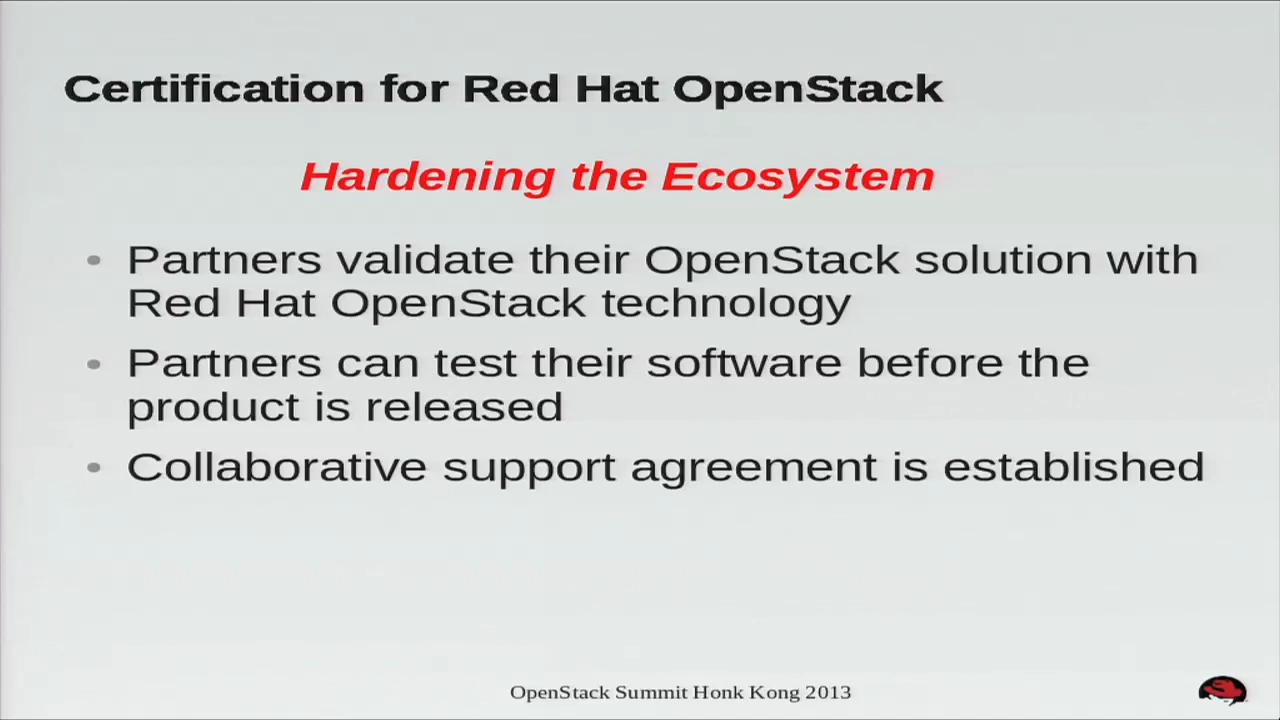 Certification for Red Hat OpenStack
Hardening the Ecosystem
• Partners validate their OpenStack solution with
Red Hat OpenStack technology
• Partners can test their software before the
product is released
• Collaborative support agreement is established
OpenStack Summit Honk Kong 2013